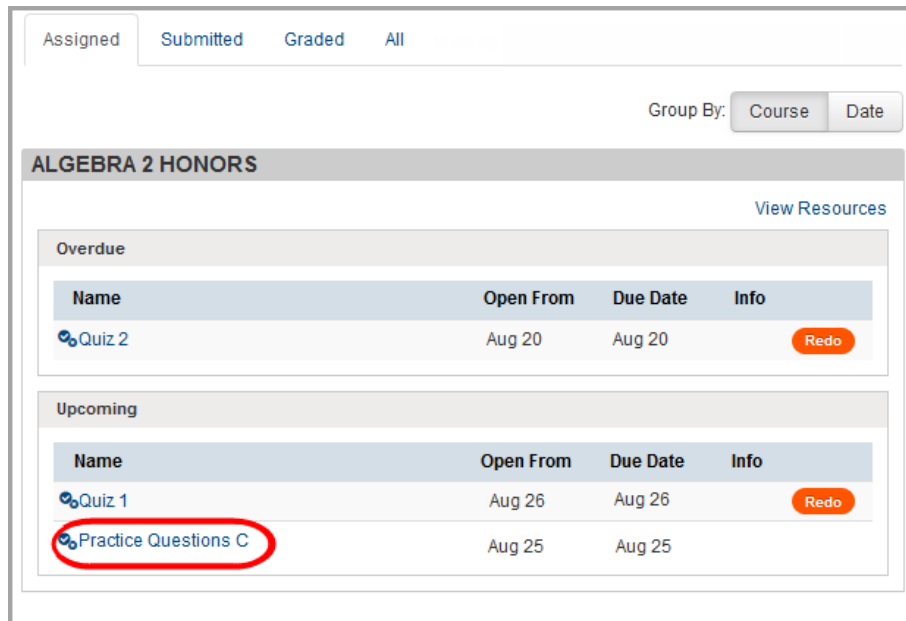 Assigned Submitted Graded All
Group By: Course Date
ALGEBRA 2 HONORS
View Resources
Overdue
Name Open From Due Date Info
Quiz 2 Aug 20 Aug 20 Redo
Upcoming
Name Open From Due Date Info
Quiz 1 Aug 26 Aug 26 Redo
Practice Questions C Aug 25 Aug 25